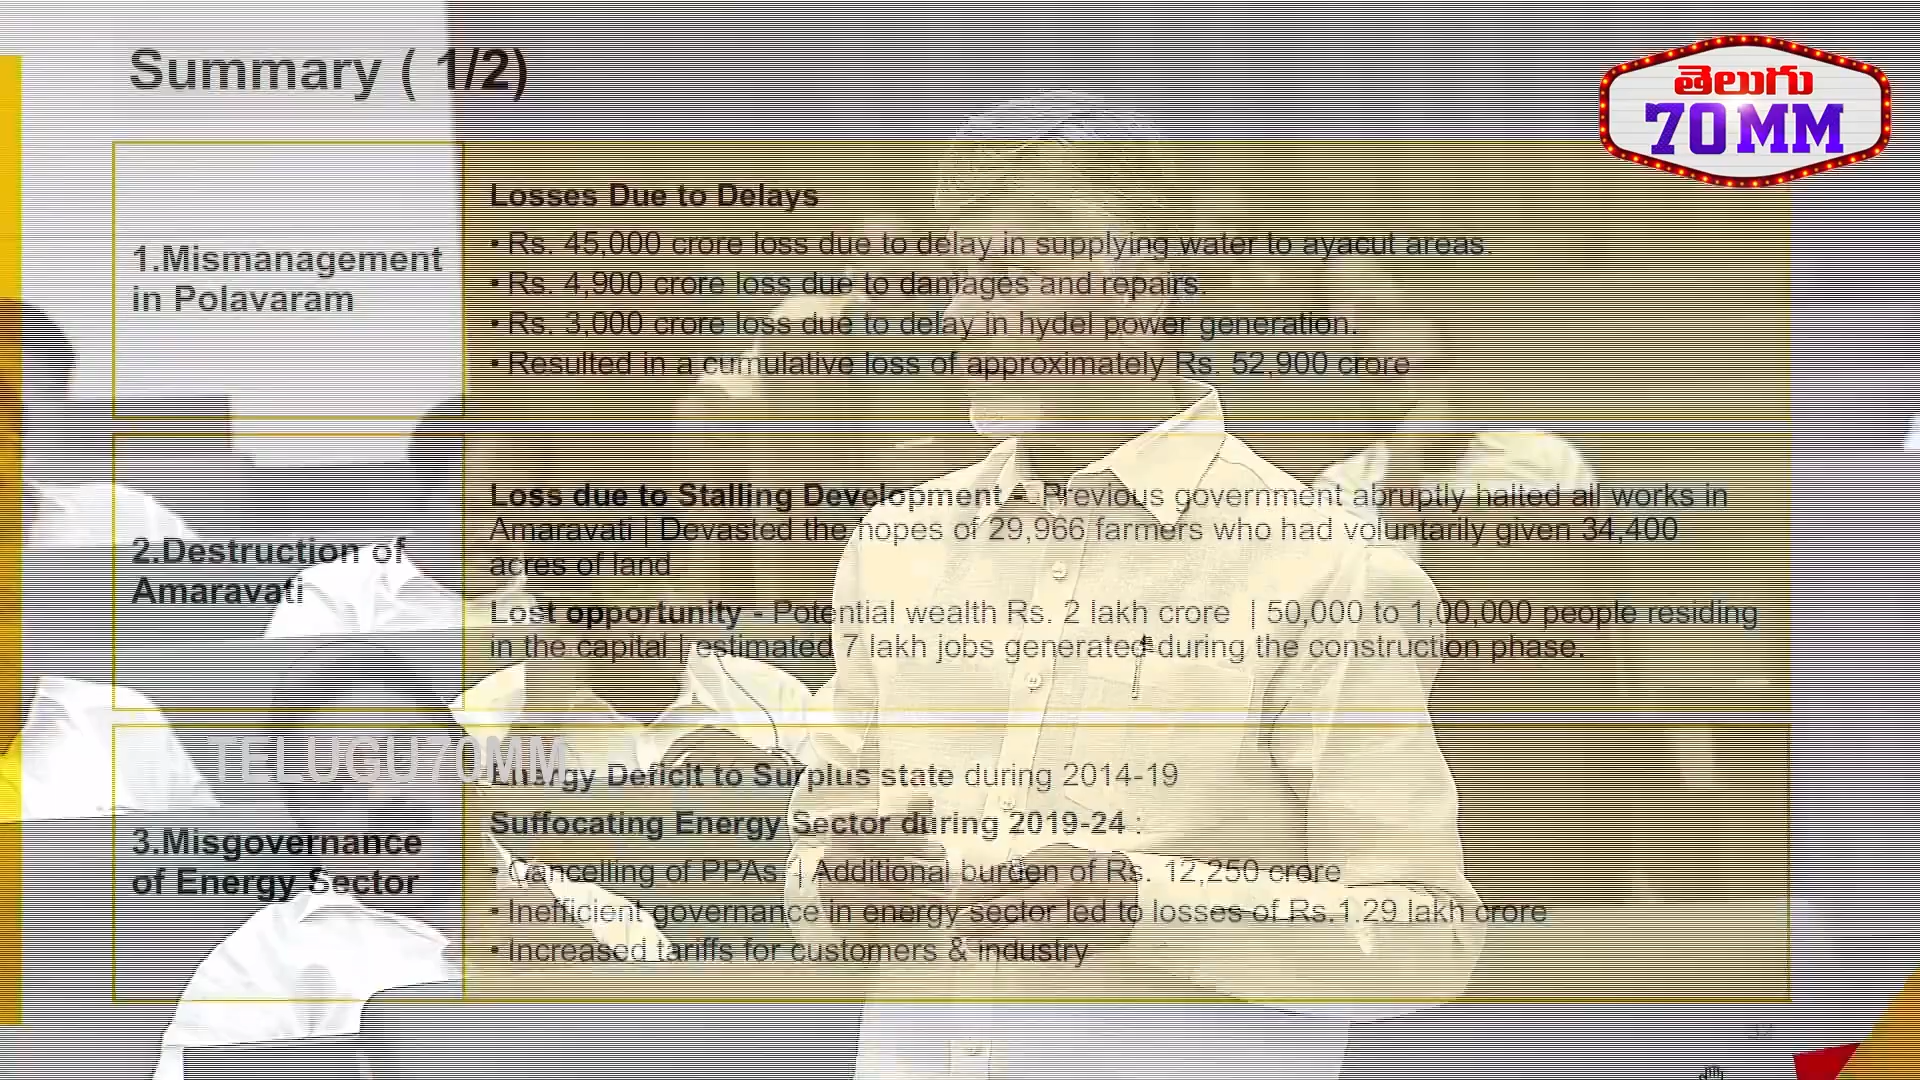 Summary ( 1/2)
తెలుగు
70MM
1.Mismanagement
in Polavaram
Losses Due to Delays
• Rs. 45,000 crore loss due to delay in supplying water to ayacut areas.
• Rs. 4,900 crore loss due to damages and repairs.
• Rs. 3,000 crore loss due to delay in hydel power generation.
• Resulted in a cumulative loss of approximately Rs. 52,900 crore
2.Destruction of
Amaravati
Loss due to Stalling Development - Previous government abruptly halted all works in
Amaravati | Devasted the hopes of 29,966 farmers who had voluntarily given 34,400
acres of land
Lost opportunity - Potential wealth Rs. 2 lakh crore | 50,000 to 1,00,000 people residing
in the capital | estimated 7 lakh jobs generated during the construction phase.
TELUGU70MM
3.Misgovernance
of Energy Sector
Energy Deficit to Surplus state during 2014-19
Suffocating Energy Sector during 2019-24 :
• Cancelling of PPAs | Additional burden of Rs. 12,250 crore
• Inefficient governance in energy sector led to losses of Rs.1.29 lakh crore
• Increased tariffs for customers & industry